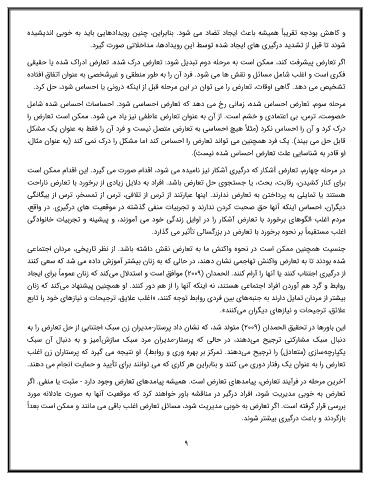 و کاهش بودجه تقریباً همیشه باعث ایجاد تضاد می شود. بنابراین، چنین رویدادهایی باید به خوبی اندیشیده
شوند تا قبل از تشدید درگیری های ایجاد شده توسط این رویدادها، مداخلاتی صورت گیرد.
اگر تعارض پیشرفت کند، ممکن است به مرحله دوم تبدیل شود: تعارض درک شده. تعارض ادراک شده یا حقیقی
فکری است و اغلب شامل مسائل و نقش ها می شود. فرد آن را به طور منطقی و غیرشخصی به عنوان اتفاق افتاده
تشخیص می دهد. گاهی اوقات، تعارض را می توان در این مرحله قبل از اینکه درونی یا احساس شود، حل کرد.
مرحله سوم، تعارض احساس شده، زمانی رخ می دهد که تعارض احساسی شود. احساسات احساس شده شامل
خصومت، ترس، بی اعتمادی و خشم است. از آن به عنوان تعارض عاطفی نیز یاد می شود. ممکن است تعارض را
درک کرد و آن را احساس نکرد (مثلاً هیچ احساسی به تعارض متصل نیست و فرد آن را فقط به عنوان یک مشکل
قابل حل می بیند). یک فرد همچنین می تواند تعارض را احساس کند اما مشکل را درک نمی کند (به عنوان مثال،
او قادر به شناسایی علت تعارض احساس شده نیست).
در مرحله چهارم، تعارض آشکار که درگیری آشکار نیز نامیده می شود، اقدام صورت می گیرد. این اقدام ممکن است
برای کنار کشیدن، رقابت، بحث، یا جستجوی حل تعارض باشد. افراد به دلایل زیادی از برخورد با تعارض ناراحت
هستند یا تمایلی به پرداختن به تعارض ندارند. اینها عبارتند از ترس از تلافی، ترس از تمسخر، ترس از بیگانگی
دیگران، احساس اینکه آنها حق صحبت کردن ندارند و تجربیات منفی گذشته در موقعیت های درگیری. در واقع،
مردم اغلب الگوهای برخورد با تعارض آشکار را در اوایل زندگی خود می آموزند، و پیشینه و تجربیات خانوادگی
اغلب مستقیماً بر نحوه برخورد با تعارض در بزرگسالی تأثیر می گذارد.
جنسیت همچنین ممکن است در نحوه واکنش ما به تعارض نقش داشته باشد. از نظر تاریخی، مردان اجتماعی
شده بودند تا به تعارض واکنش تهاجمی نشان دهند، در حالی که به زنان بیشتر آموزش داده می شد که سعی کنند
از درگیری اجتناب کنند یا آنها را آرام کنند. الحمدان (۲۰۰۹) موافق است و استدلال می‌کند که زنان عموماً برای ایجاد
روابط و گرد هم آوردن افراد اجتماعی هستند، نه اینکه آنها را از هم دور کنند. او همچنین پیشنهاد می‌کند که زنان
بیشتر از مردان تمایل دارند به جنبه‌های بین فردی روابط توجه کنند، «اغلب علایق، ترجیحات و نیازهای خود را تابع
علائق، ترجیحات و نیازهای دیگران می‌کنند».
این باورها در تحقیق الحمدان (۲۰۰۹) متولد شد، که نشان داد پرستار-مدیران زن سبک اجتنابی از حل تعارض را به
دنبال سبک مشارکتی ترجیح می‌دهند، در حالی که پرستار-مدیران مرد سبک سازش‌آمیز و به دنبال آن سبک
یکپارچه‌سازی (متعادل) را ترجیح می‌دهند. تمرکز بر بهره وری و روابط). او نتیجه می گیرد که پرستاران زن اغلب
تعارض را به عنوان یک رفتار دوری می کنند و بنابراین هر کاری که می توانند برای تأیید و حمایت انجام می دهند.
آخرین مرحله در فرآیند تعارض، پیامدهای تعارض است. همیشه پیامدهای تعارض وجود دارد - مثبت یا منفی. اگر
تعارض به خوبی مدیریت شود، افراد درگیر در مناقشه باور خواهند کرد که موقعیت آنها به صورت عادلانه مورد
بررسی قرار گرفته است. اگر تعارض به خوبی مدیریت شود، مسائل تعارض اغلب باقی می مانند و ممکن است بعداً
بازگردند و باعث درگیری بیشتر شوند.
۹